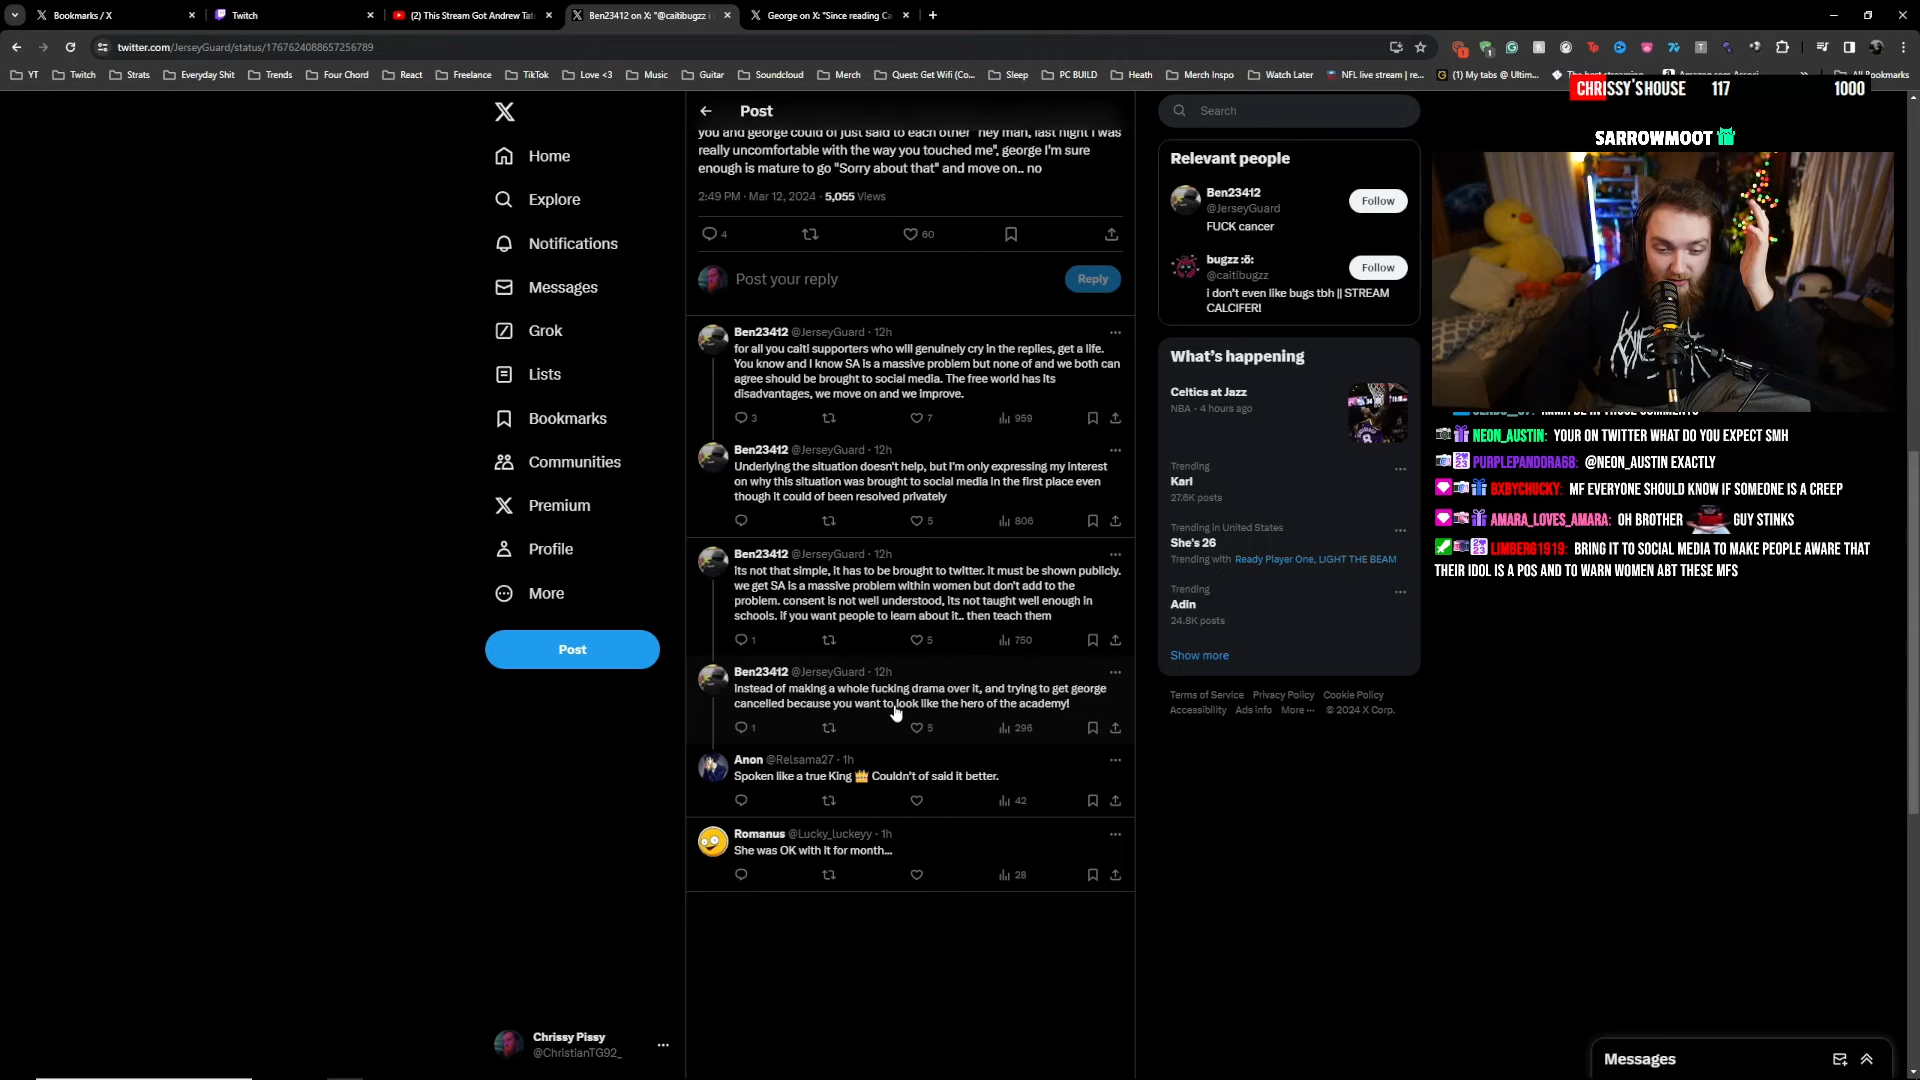 Bookmarks / X
Twitch
(2) This Stream Got Andrew Tat
Ben23412 on X: "@caitibugzz i
George on X: "Since reading Ca
twitter.com/JerseyGuard/status/1767624088657256789
YT
Twitch
Strats
Everyday Shit
Trends
Four Chord
React
Freelance
TikTok
Love <3
Music
Guitar
Soundcloud
Merch
Quest: Get Wifi (Co...
Sleep
PC BUILD
Heath
Merch Inspo
Watch Later
NFL live stream | re...
(1) My tabs @ Ultim...
All Bookmarks
CHRISSY'S HOUSE 117 1000
SARROWMOOT
Home
Explore
Notifications
Messages
Grok
Lists
Bookmarks
Communities
Premium
Profile
More
Post
Chrissy Pissy
@ChristianTG92_
Post
you and george could of just said to each other "hey man, last night I was
really uncomfortable with the way you touched me", george I'm sure
enough is mature to go "Sorry about that" and move on.. no
2:49 PM · Mar 12, 2024 · 5,055 Views
4 60
Post your reply
Reply
Ben23412 @JerseyGuard · 12h
for all you caiti supporters who will genuinely cry in the replies, get a life.
You know and I know SA is a massive problem but none of and we both can
agree should be brought to social media. The free world has its
disadvantages, we move on and we improve.
3 7 959
Ben23412 @JerseyGuard · 12h
Underlying the situation doesn't help, but I'm only expressing my interest
on why this situation was brought to social media in the first place even
though it could of been resolved privately
5 806
Ben23412 @JerseyGuard · 12h
Its not that simple, it has to be brought to twitter. it must be shown publicly.
we get SA is a massive problem within women but don't add to the
problem. consent is not well understood, its not taught well enough in
schools. if you want people to learn about it.. then teach them
1 5 750
Ben23412 @JerseyGuard · 12h
instead of making a whole fucking drama over it, and trying to get george
cancelled because you want to look like the hero of the academy!
1 5 296
Anon @Relsama27 · 1h
Spoken like a true King 👑 Couldn't of said it better.
42
Romanus @Lucky_luckeyy · 1h
She was OK with it for month...
28
Search
Relevant people
Ben23412
@JerseyGuard
Follow
FUCK cancer
bugzz :ö:
@caitibugzz
Follow
i don't even like bugs tbh || STREAM
CALCIFER!
What's happening
Celtics at Jazz
NBA · 4 hours ago
Trending
Karl
27.6K posts
Trending in United States
She's 26
Trending with Ready Player One, LIGHT THE BEAM
Trending
Adin
24.8K posts
Show more
Terms of Service Privacy Policy Cookie Policy
Accessibility Ads info More ··· © 2024 X Corp.
NEON_AUSTIN: YOUR ON TWITTER WHAT DO YOU EXPECT SMH
PURPLEPANDORA68: @NEON_AUSTIN EXACTLY
BXBYCHUCKY: MF EVERYONE SHOULD KNOW IF SOMEONE IS A CREEP
AMARA_LOVES_AMARA: OH BROTHER GUY STINKS
LIMBERG1919: BRING IT TO SOCIAL MEDIA TO MAKE PEOPLE AWARE THAT
THEIR IDOL IS A POS AND TO WARN WOMEN ABT THESE MFS
Messages